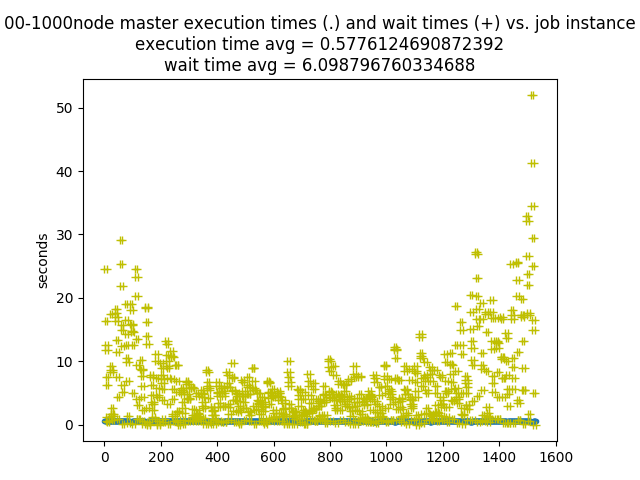 00-1000node master execution times (.) and wait times (+) vs. job instance
execution time avg = 0.5776124690872392
wait time avg = 6.098796760334688
50
40
30
20
10
0
seconds
0 200 400 600 800 1000 1200 1400 1600